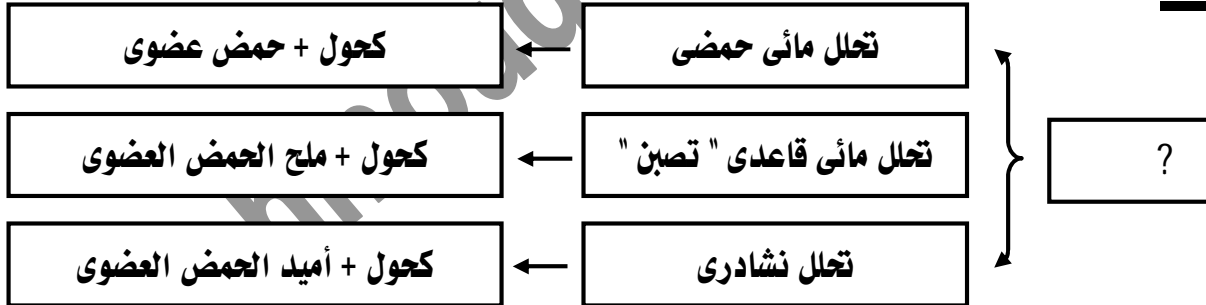 ?
تحلل مائى حمضى
كحول + حمض عضوى
تحلل مائى قاعدى " تصبن "
كحول + ملح الحمض العضوى
تحلل نشادرى
كحول + أميد الحمض العضوى